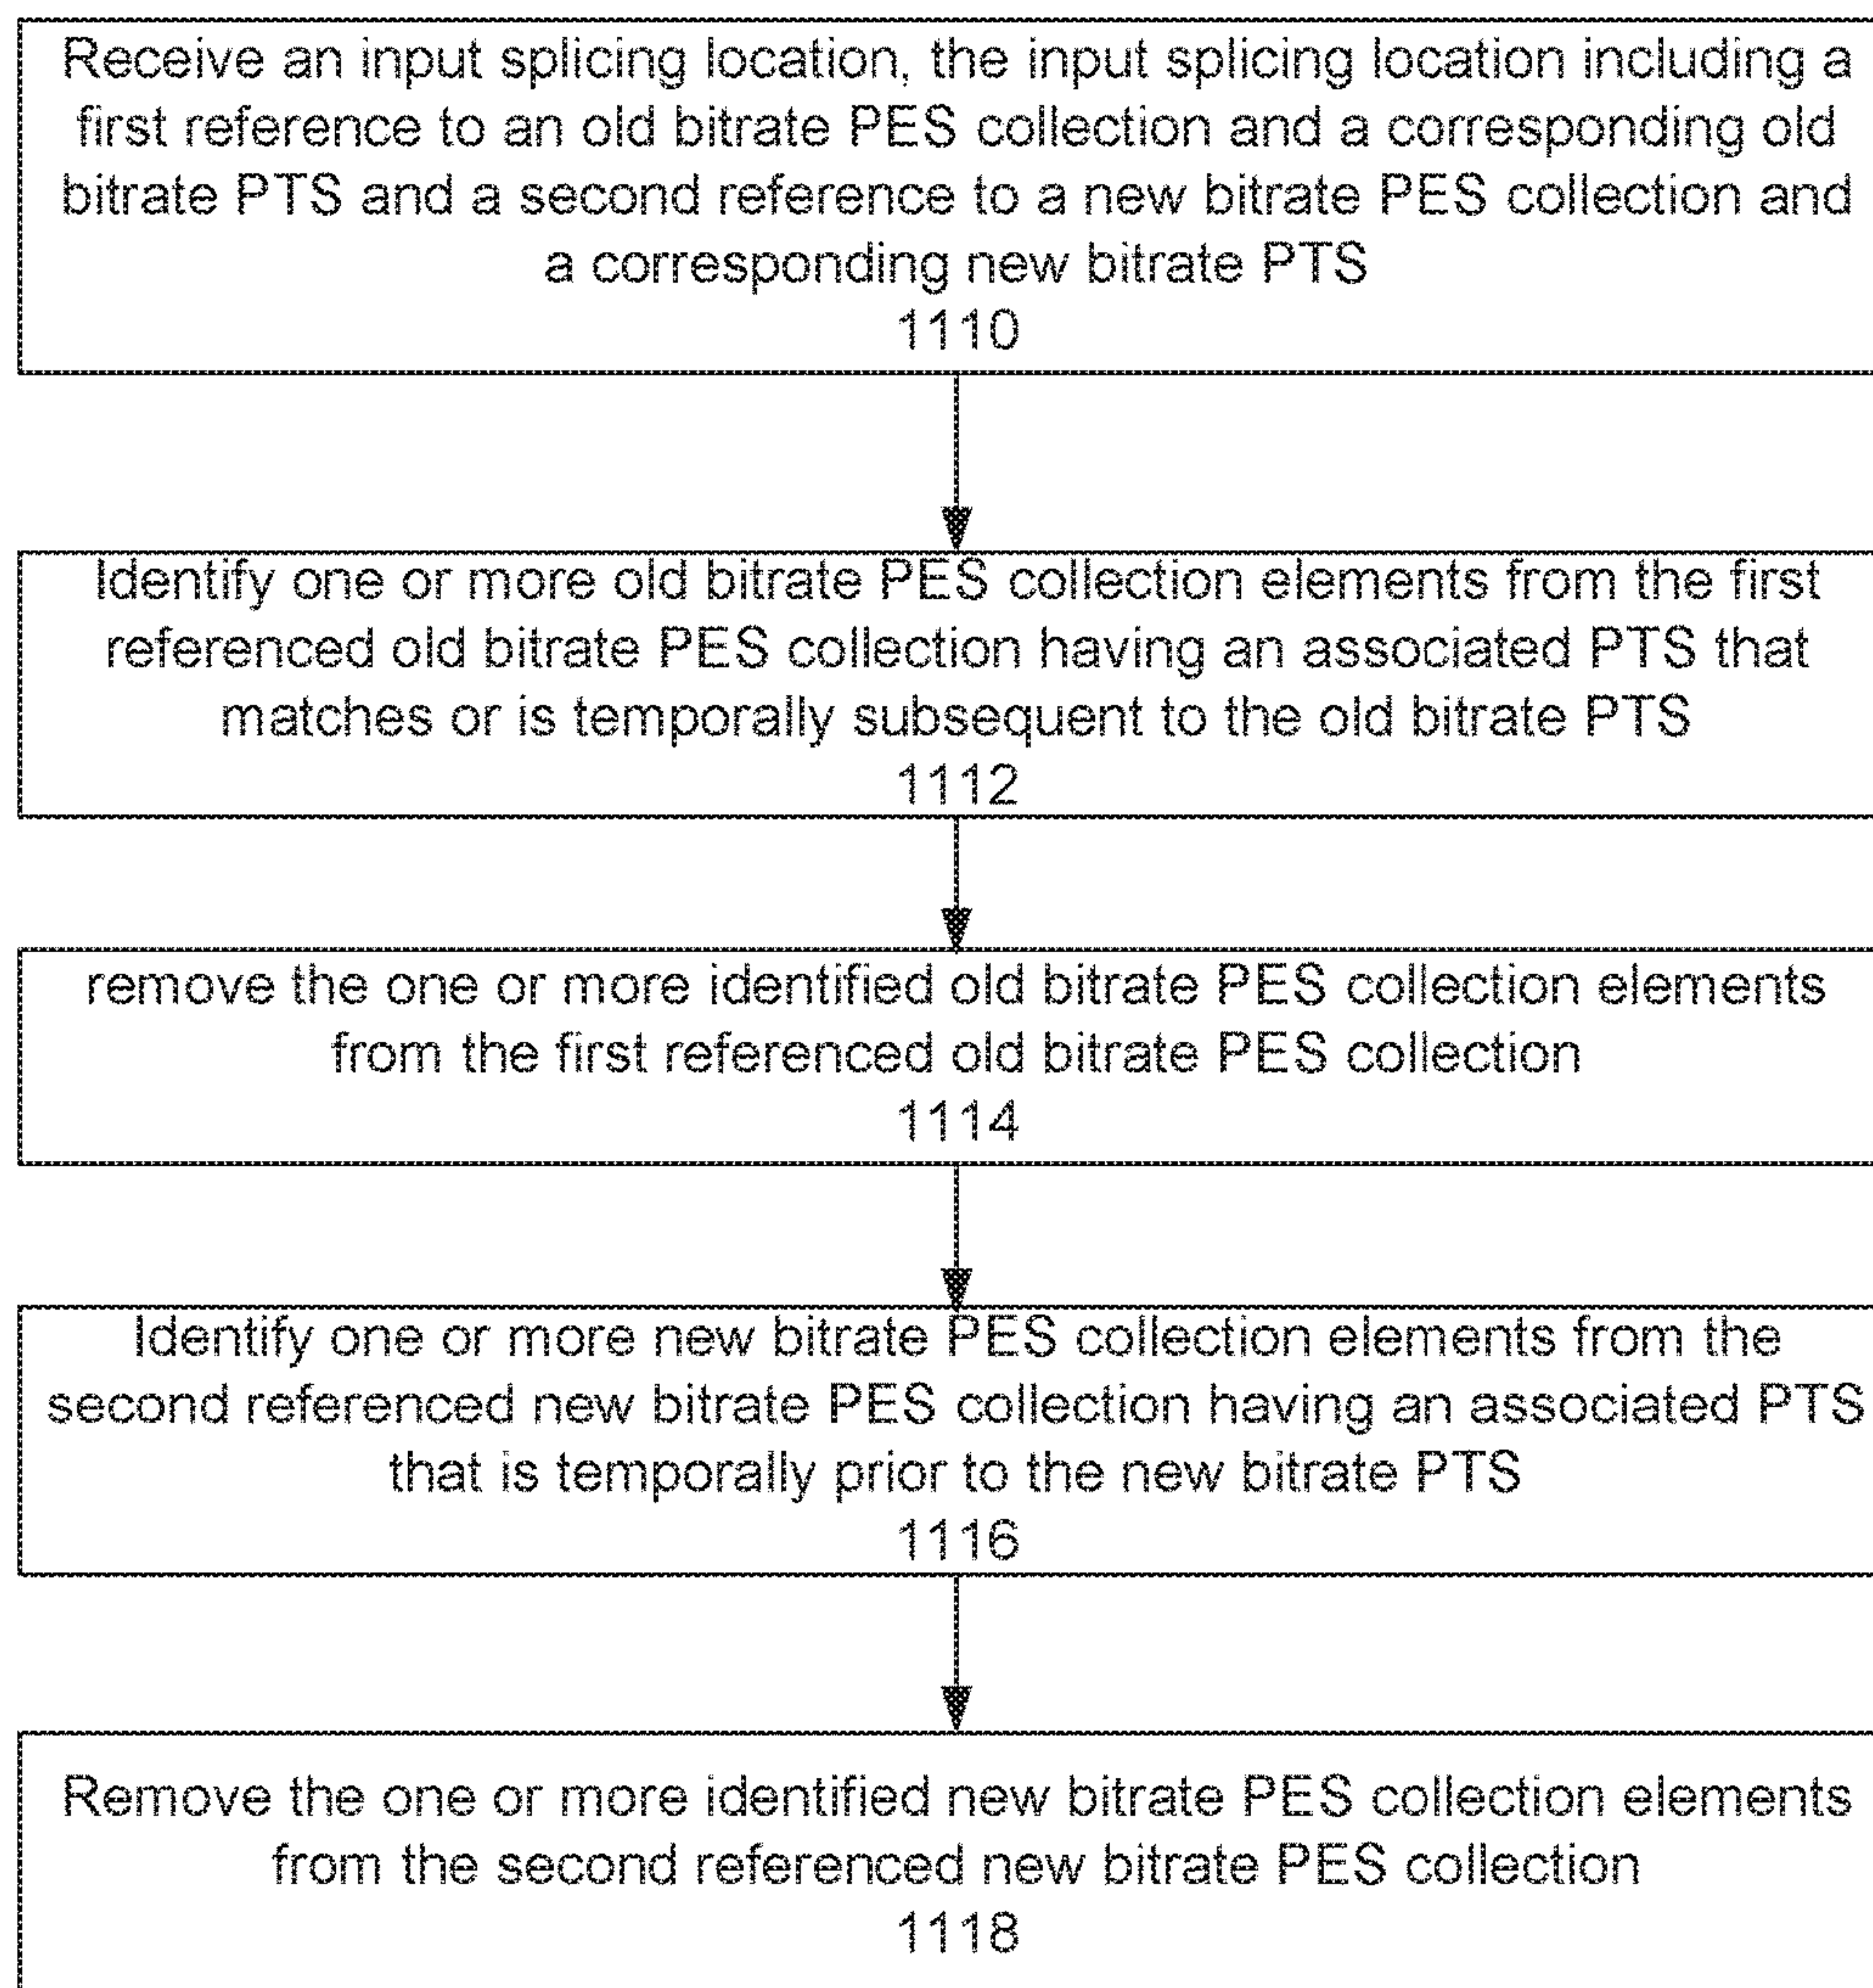 Receive an input splicing location, the input splicing location including a
first reference to an old bitrate PES collection and a corresponding old
bitrate PTS and a second reference to a new bitrate PES collection and
a corresponding new bitrate PTS
1110
Identify one or more old bitrate PES collection elements from the first
referenced old bitrate PES collection having an associated PTS that
matches or is temporally subsequent to the old bitrate PTS
1112
remove the one or more identified old bitrate PES collection elements
from the first referenced old bitrate PES collection
1114
Identify one or more new bitrate PES collection elements from the
second referenced new bitrate PES collection having an associated PTS
that is temporally prior to the new bitrate PTS
1116
Remove the one or more identified new bitrate PES collection elements
from the second referenced new bitrate PES collection
1118